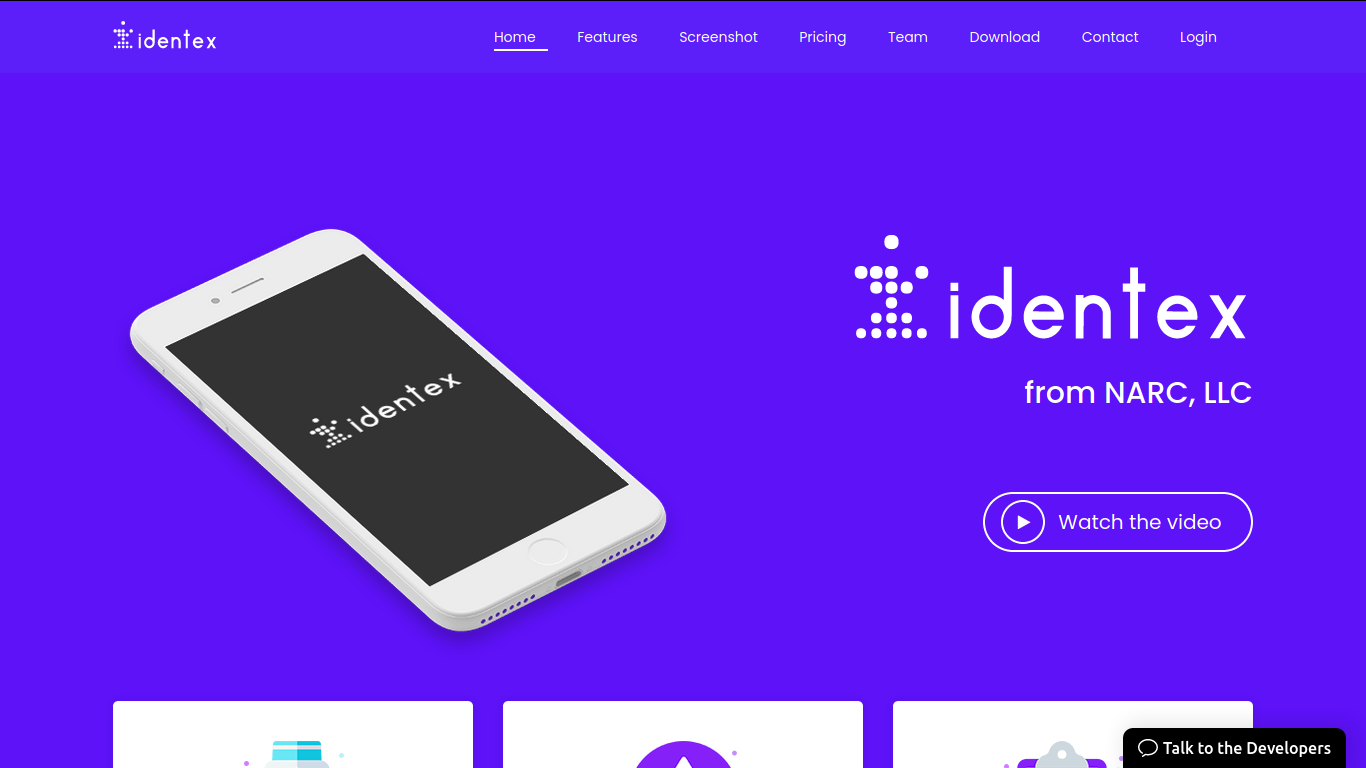 identex
Home
Features
Screenshot
Pricing
Team
Download
Contact
Login
identex
identex
from NARC, LLC
Watch the video
Talk to the Developers